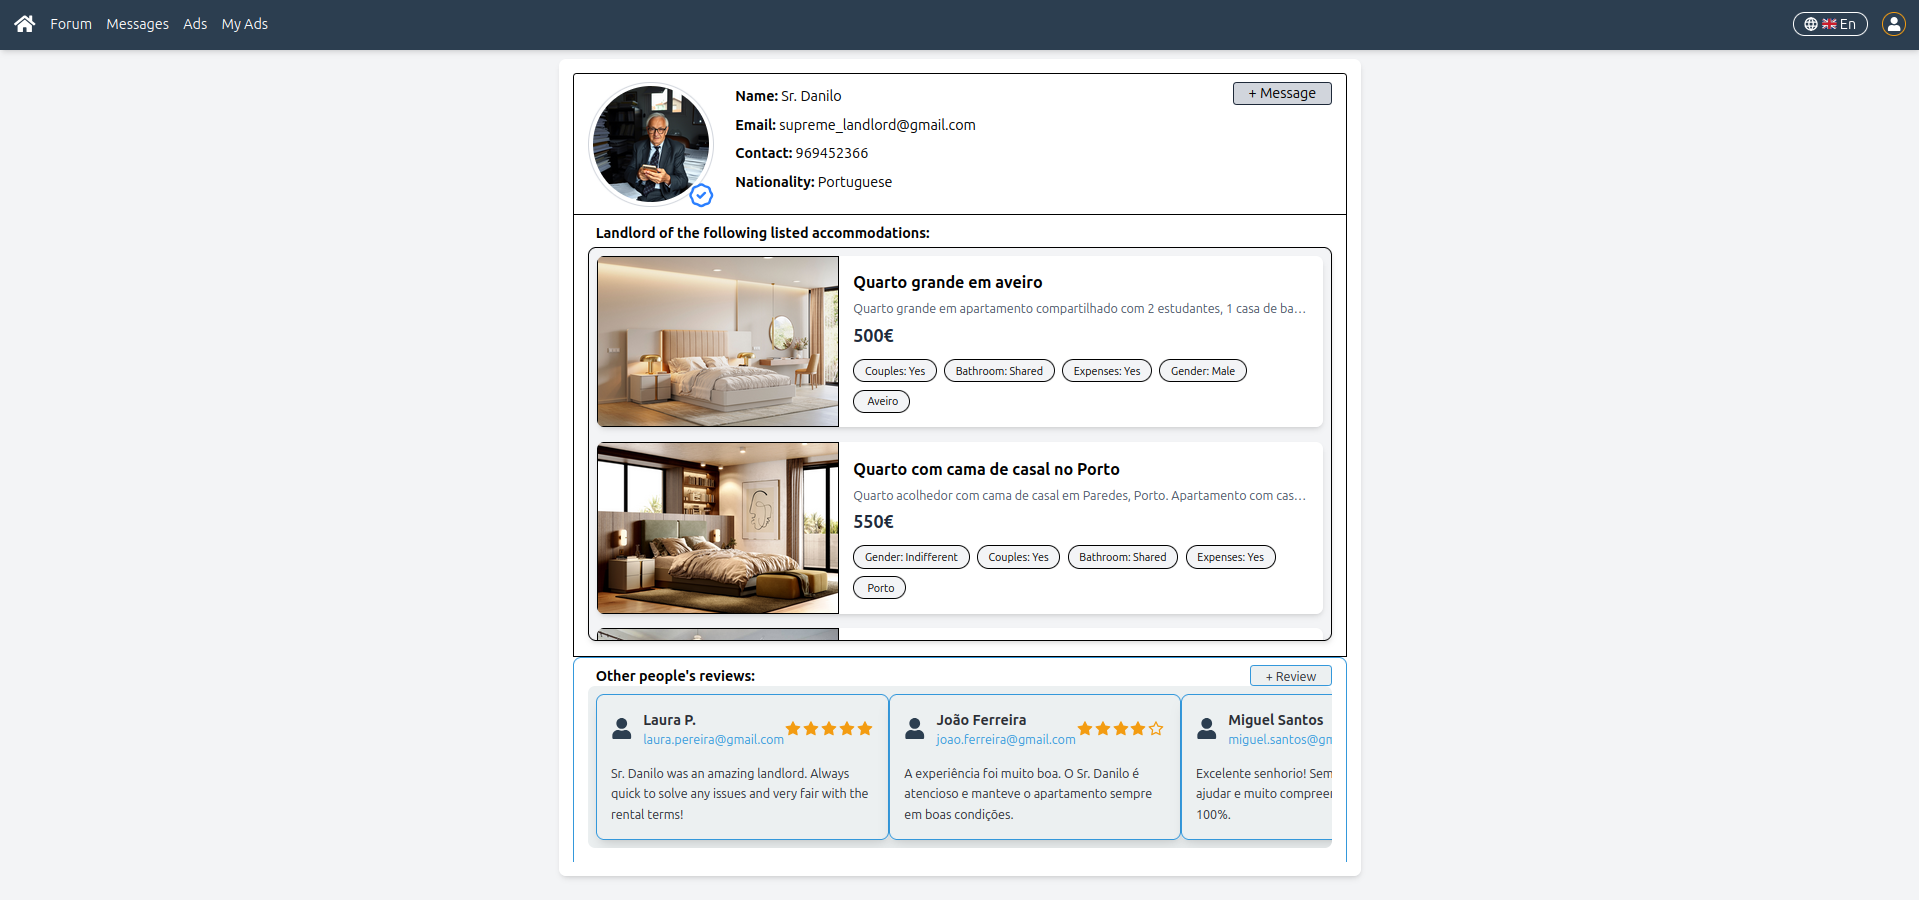 Forum Messages Ads My Ads
🇬🇧 En
Name: Sr. Danilo
+ Message
Email: supreme_landlord@gmail.com
Contact: 969452366
Nationality: Portuguese
Landlord of the following listed accommodations:
Quarto grande em aveiro
Quarto grande em apartamento compartilhado com 2 estudantes, 1 casa de ba...
500€
Couples: Yes Bathroom: Shared Expenses: Yes Gender: Male
Aveiro
Quarto com cama de casal no Porto
Quarto acolhedor com cama de casal em Paredes, Porto. Apartamento com cas...
550€
Gender: Indifferent Couples: Yes Bathroom: Shared Expenses: Yes
Porto
Other people's reviews:
+ Review
Laura P.
laura.pereira@gmail.com
Sr. Danilo was an amazing landlord. Always
quick to solve any issues and very fair with the
rental terms!
João Ferreira
joao.ferreira@gmail.com
A experiência foi muito boa. O Sr. Danilo é
atencioso e manteve o apartamento sempre
em boas condições.
Miguel Santos
miguel.santos@gm
Excelente senhorio! Sem
ajudar e muito compreen
100%.